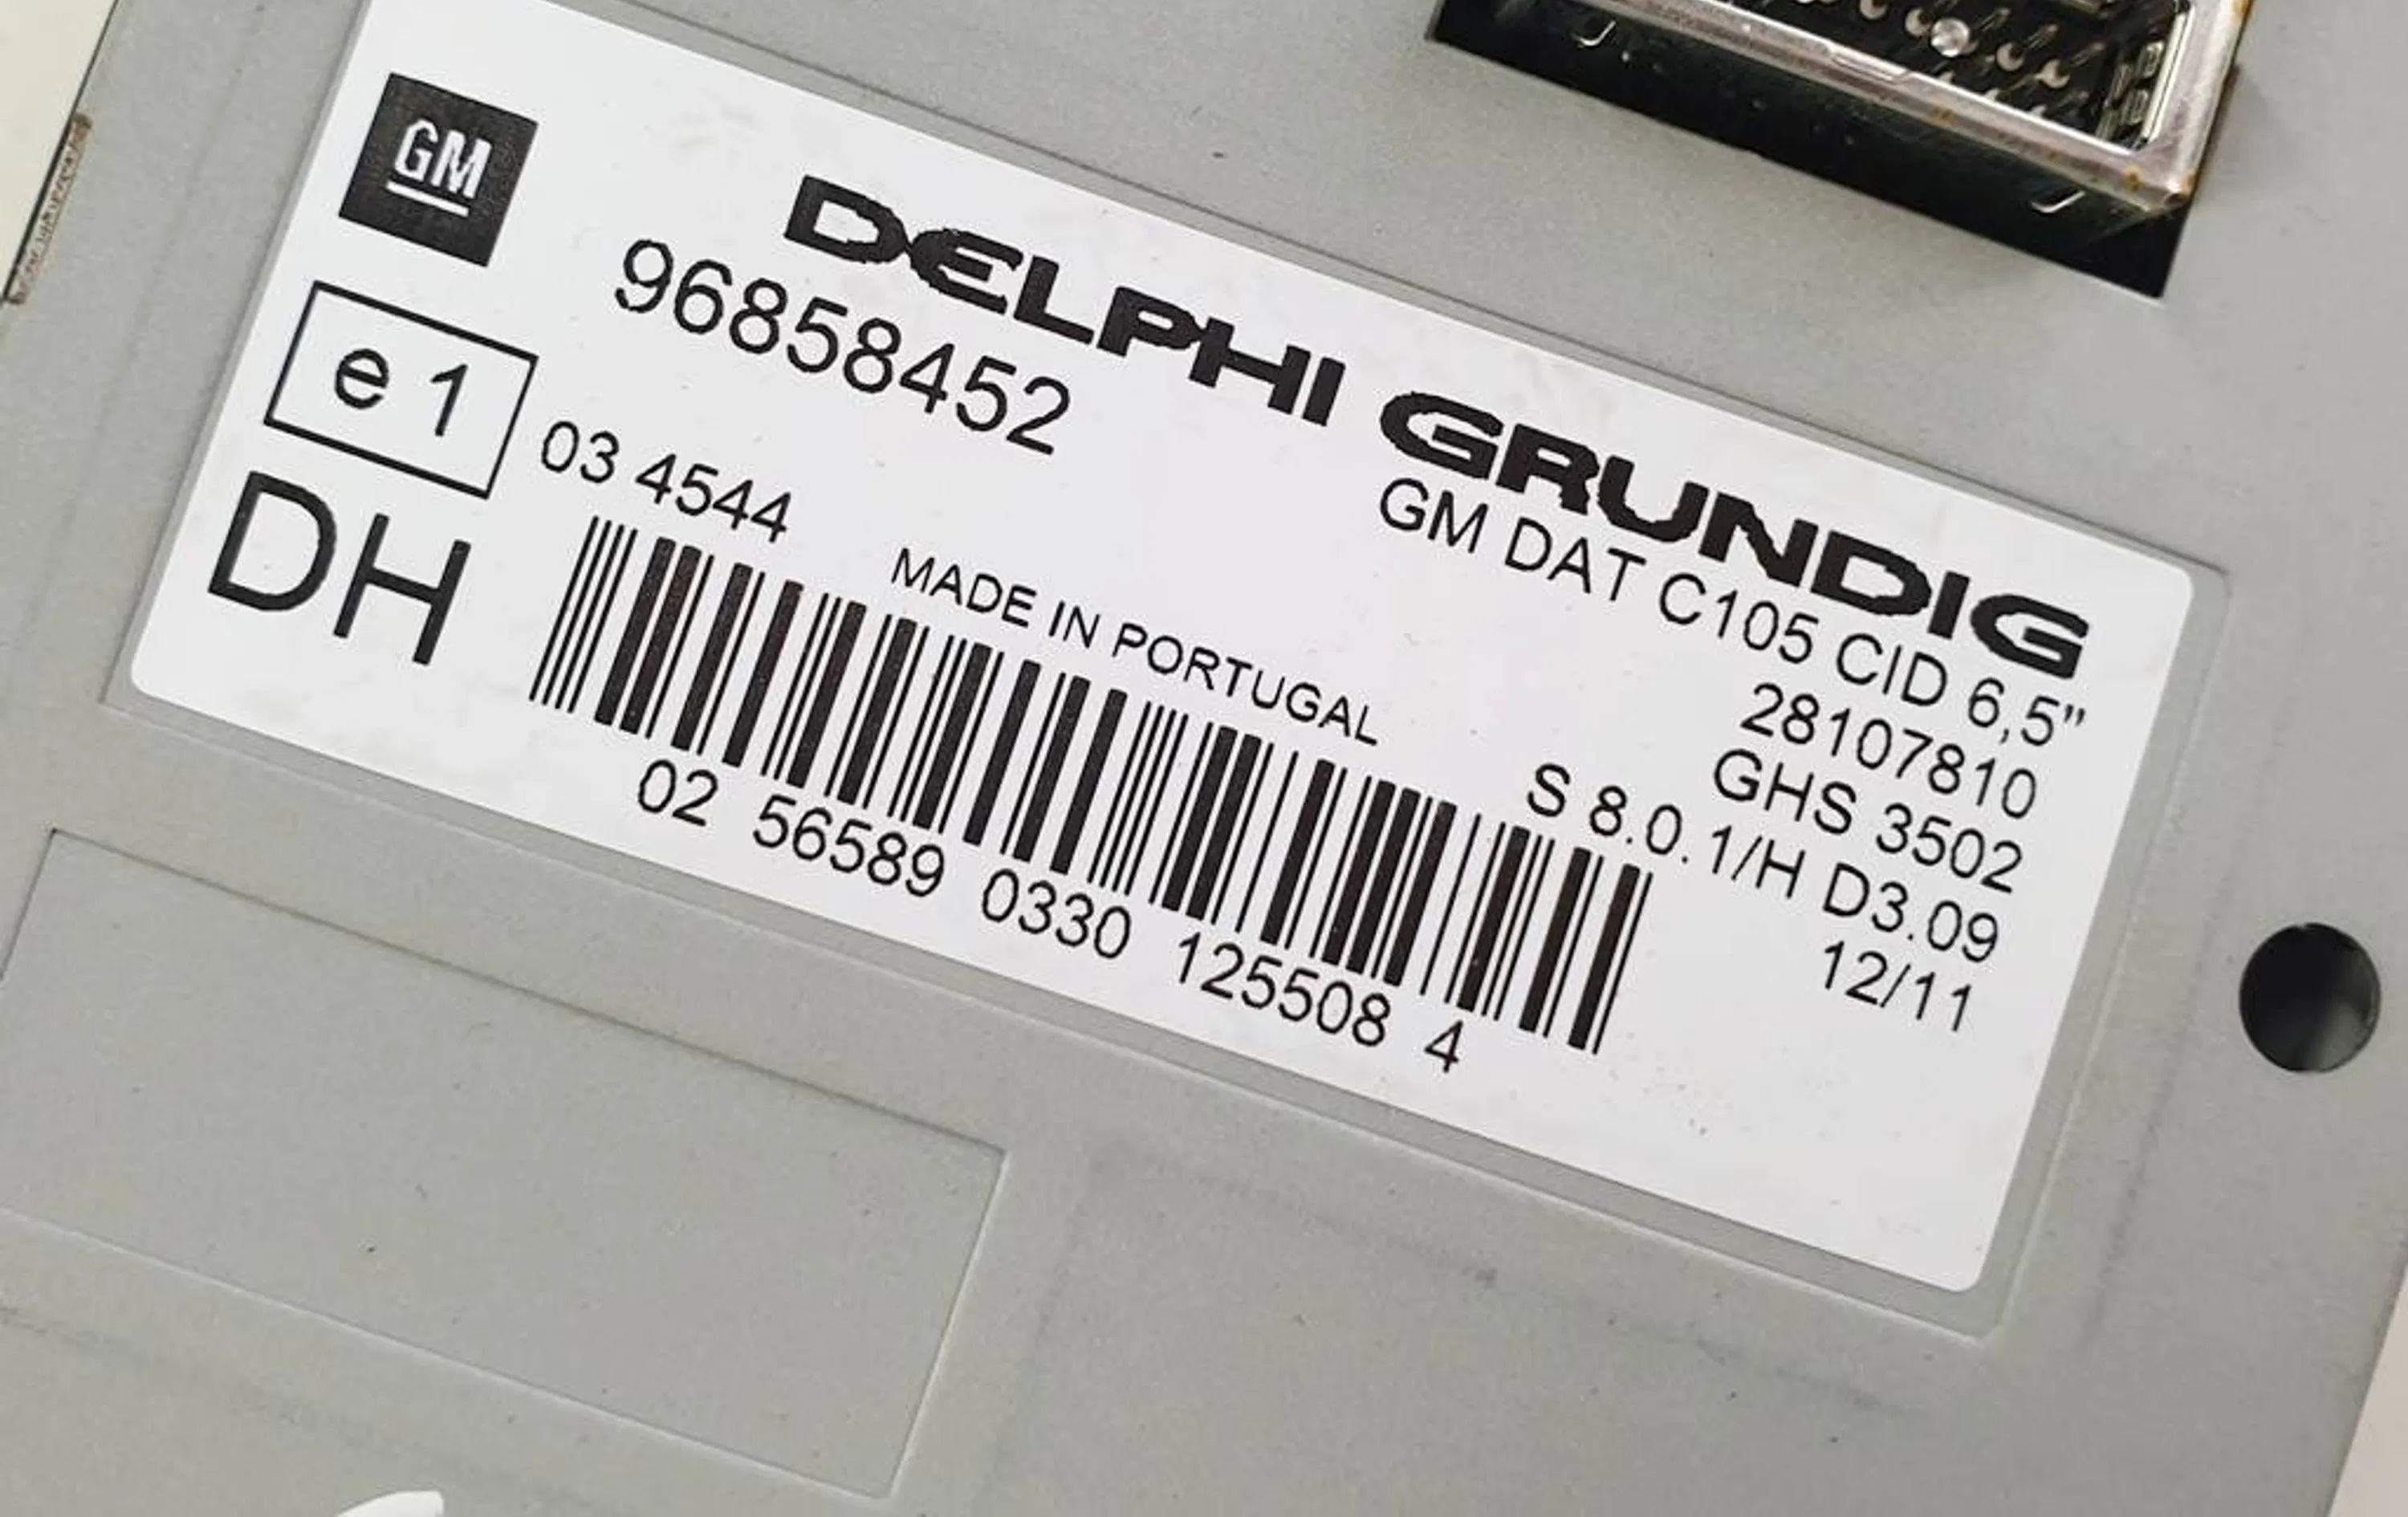 GM
DELPHI GRUNDIG
96858452
GM DAT C105 CID 6,5"
e 1
03 4544
28107810
DH
MADE IN PORTUGAL
GHS 3502
S 8.0.1/H D3.09
12/11
02 56589 0330 125508 4